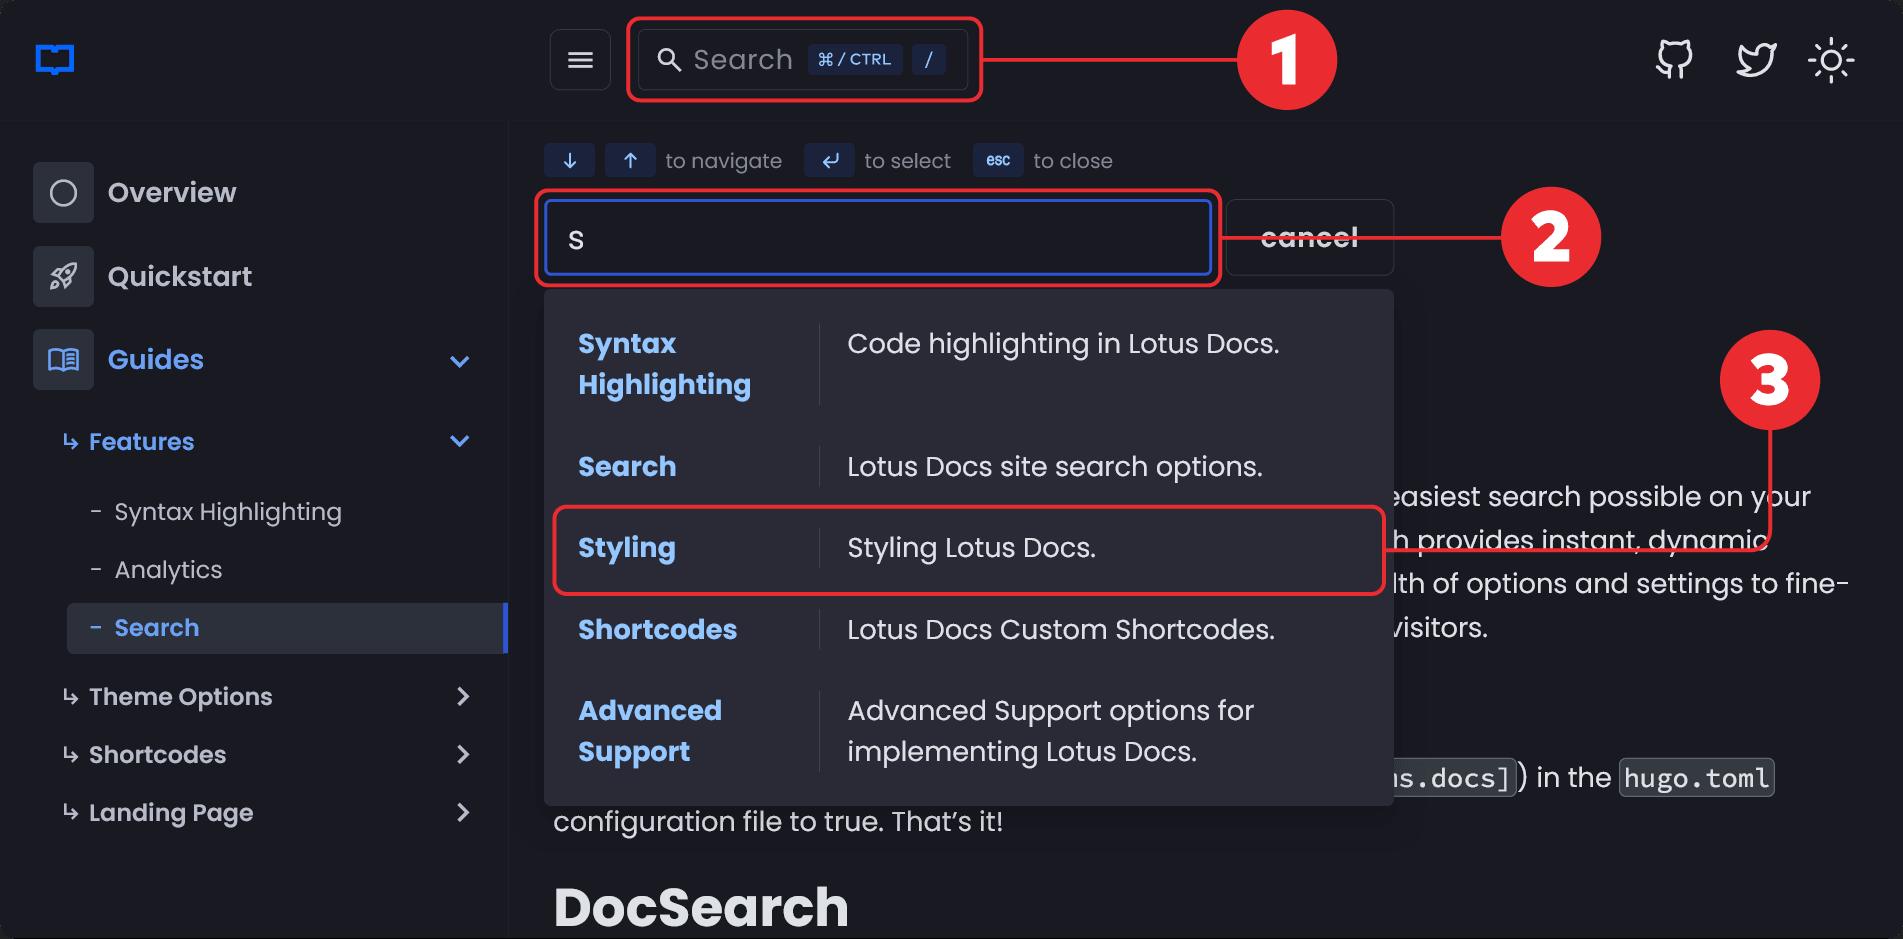 Search ⌘ / CTRL /
1
↓ ↑ to navigate ↵ to select esc to close
s
cancel
2
Overview
Quickstart
Guides
↳ Features
- Syntax Highlighting
- Analytics
- Search
↳ Theme Options
↳ Shortcodes
↳ Landing Page
Syntax
Highlighting
Code highlighting in Lotus Docs.
Search
Lotus Docs site search options.
Styling
Styling Lotus Docs.
Shortcodes
Lotus Docs Custom Shortcodes.
Advanced
Support
Advanced Support options for
implementing Lotus Docs.
3
easiest search possible on your
h provides instant, dynamic
lth of options and settings to fine-
visitors.
ns.docs]) in the hugo.toml
configuration file to true. That’s it!
DocSearch